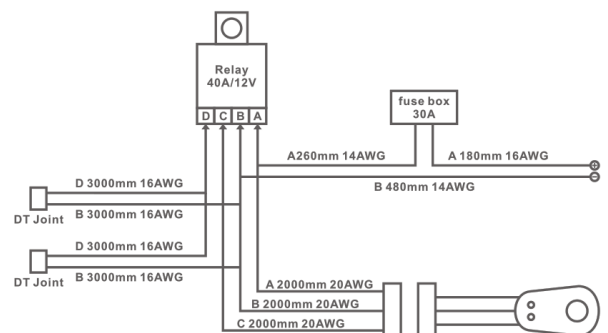 Relay
40A/12V
D C B A
fuse box
30A
A260mm 14AWG
A 180mm 16AWG
B 480mm 14AWG
D 3000mm 16AWG
B 3000mm 16AWG
DT Joint
D 3000mm 16AWG
B 3000mm 16AWG
DT Joint
A 2000mm 20AWG
B 2000mm 20AWG
C 2000mm 20AWG